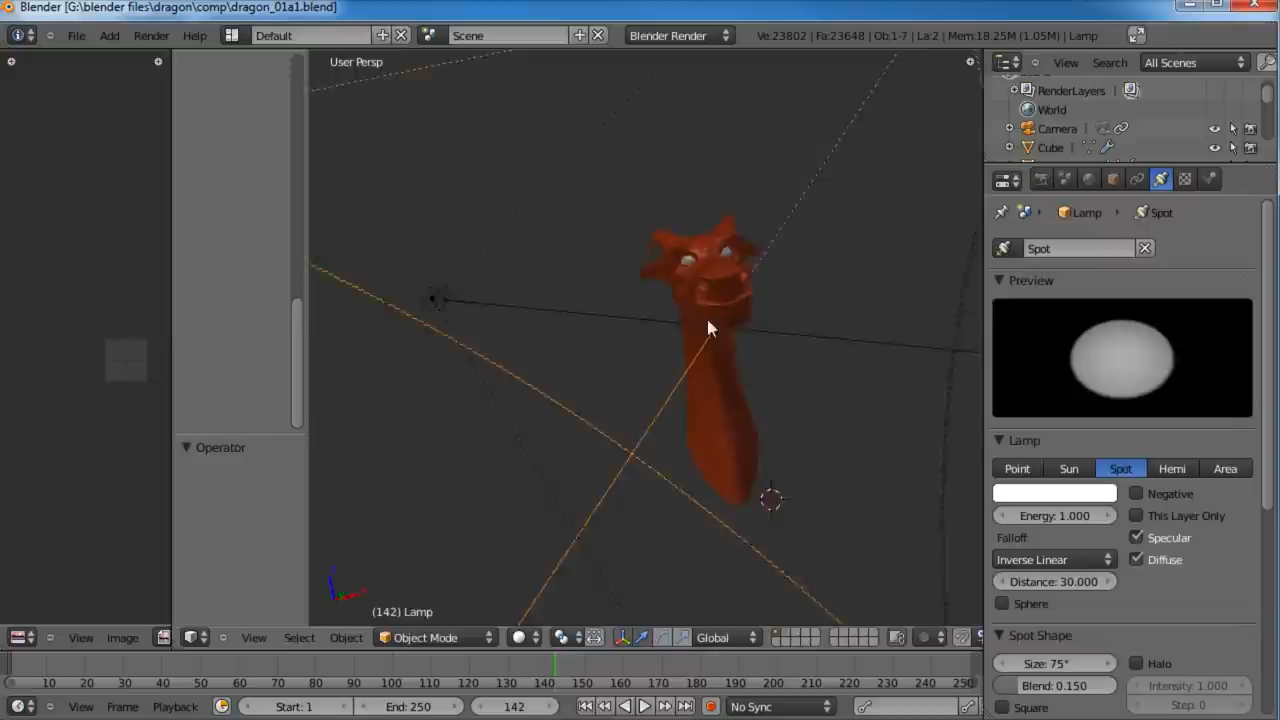 Blender [G:\blender files\dragon\comp\dragon_01a1.blend]
File Add Render Help Default Scene Blender Render Ve:23802 | Fa:23648 | Ob:1-7 | La:2 | Mem:18.25M (1.05M) | Lamp
User Persp
View Search All Scenes
RenderLayers
World
Camera
Cube
Lamp Spot
Spot
Preview
Operator
Lamp
Point Sun Spot Hemi Area
Negative
Energy: 1.000 This Layer Only
Falloff: Specular
Inverse Linear Diffuse
Distance: 30.000
Sphere
(142) Lamp
View Image View Select Object Object Mode Global
Spot Shape
Size: 75° Halo
Blend: 0.150 Intensity: 1.000
Square Step: 0
10 20 30 40 50 60 70 80 90 100 110 120 130 140 150 160 170 180 190 200 210 220 230 240 250
View Frame Playback Start: 1 End: 250 142 No Sync